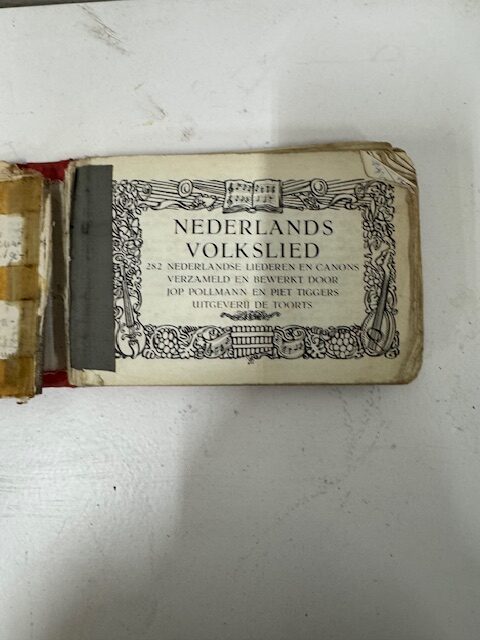 NEDERLANDS
VOLKSLIED
282 NEDERLANDSE LIEDEREN EN CANONS
VERZAMELD EN BEWERKT DOOR
JOP POLLMANN EN PIET TIGGERS
UITGEVERIJ DE TOORTS